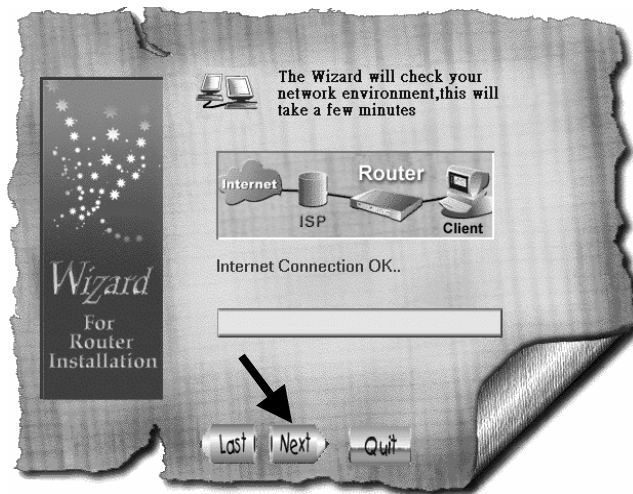 The Wizard will check your
network environment,this will
take a few minutes
Internet
Router
ISP
Client
Internet Connection OK..
Wizard
For
Router
Installation
Last
Next
Quit